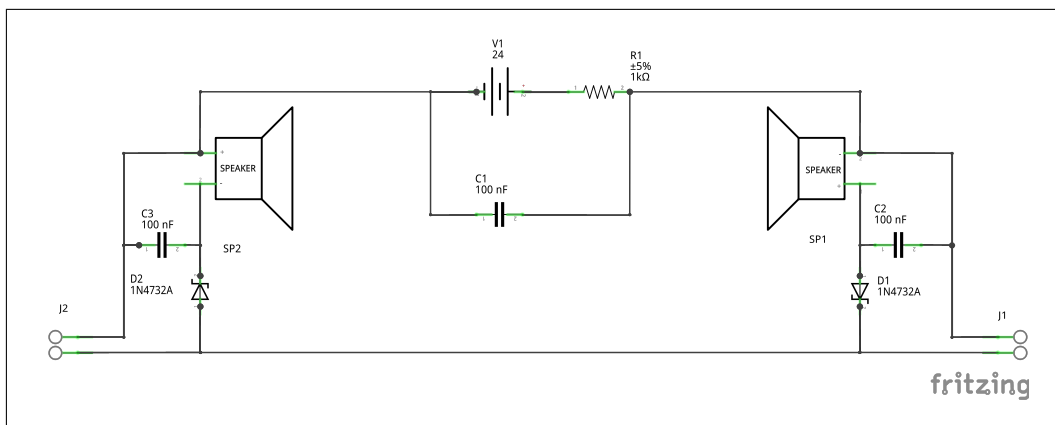 V1
24
R1
±5%
1kΩ
SPEAKER
SP2
C1
100 nF
SPEAKER
SP1
C3
100 nF
C2
100 nF
D2
1N4732A
D1
1N4732A
J2
J1
fritzing